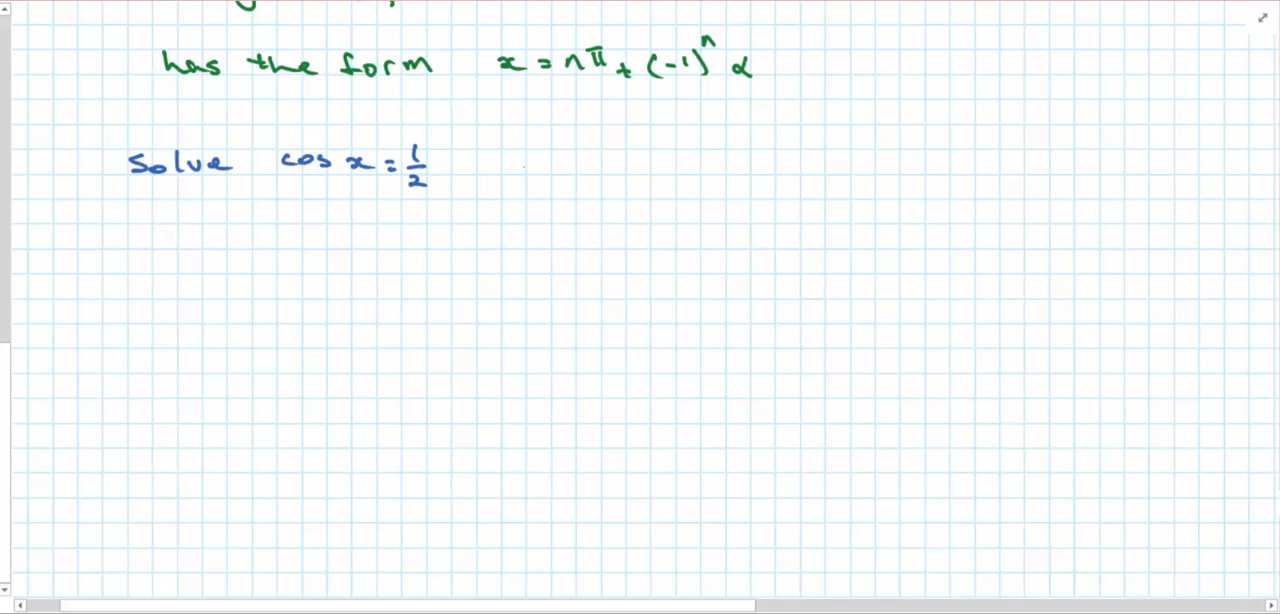 has the form x = nπ + (-1)^n α
Solve cos x = 1/2